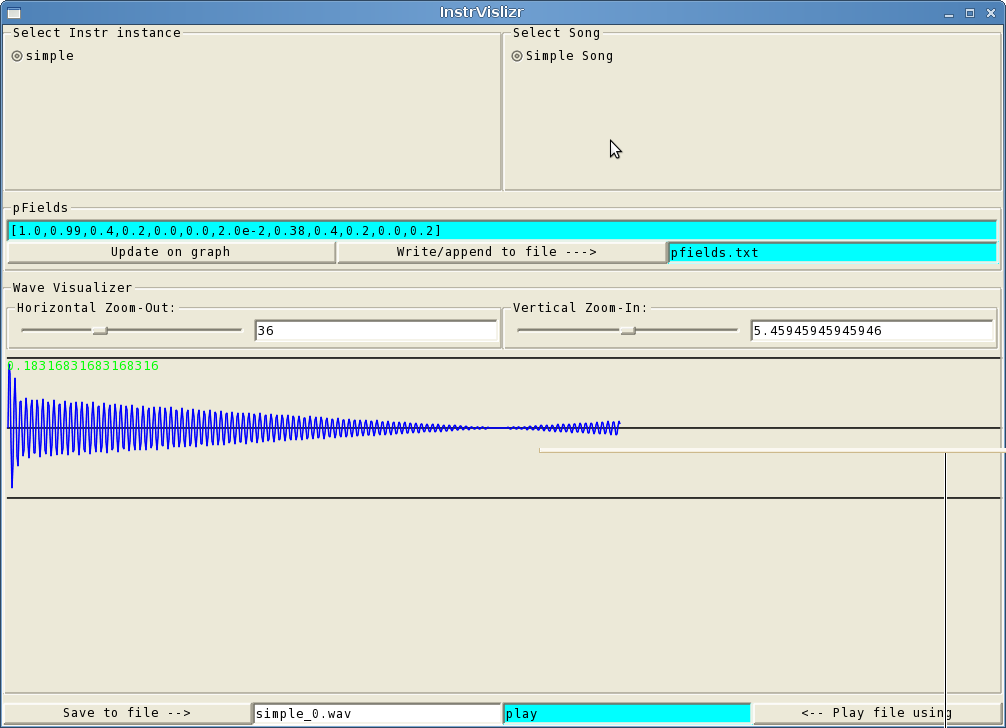 InstrVislizr
Select Instr instance
Select Song
simple
Simple Song
pFields
[1.0,0.99,0.4,0.2,0.0,0.0,2.0e-2,0.38,0.4,0.2,0.0,0.2]
Update on graph
Write/append to file --->
pfields.txt
Wave Visualizer
Horizontal Zoom-Out:
Vertical Zoom-In:
36
5.45945945945946
0.18316831683168316
Save to file -->
simple_0.wav
play
<-- Play file using